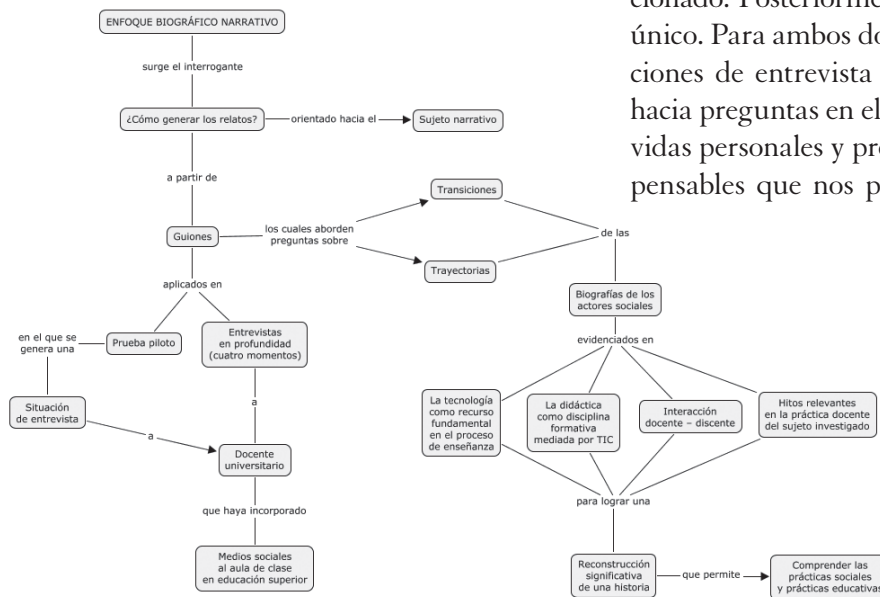 ENFOQUE BIOGRÁFICO NARRATIVO
surge el interrogante
¿Cómo generar los relatos?
orientado hacia el
Sujeto narrativo
a partir de
Guiones
los cuales aborden
preguntas sobre
Transiciones
Trayectorias
de las
Biografías de los
actores sociales
evidenciados en
La tecnología
como recurso
fundamental
en el proceso
de enseñanza
La didáctica
como disciplina
formativa
mediada por TIC
Interacción
docente – discente
Hitos relevantes
en la práctica docente
del sujeto investigado
para lograr una
Reconstrucción
significativa
de una historia
que permite
Comprender las
prácticas sociales
y prácticas educativas
aplicados en
Prueba piloto
en el que se
genera una
Situación
de entrevista
a
Entrevistas
en profundidad
(cuatro momentos)
a
Docente
universitario
que haya incorporado
Medios sociales
al aula de clase
en educación superior
único. Para ambos do
ciones de entrevista
hacia preguntas en el
vidas personales y pr
pensables que nos p